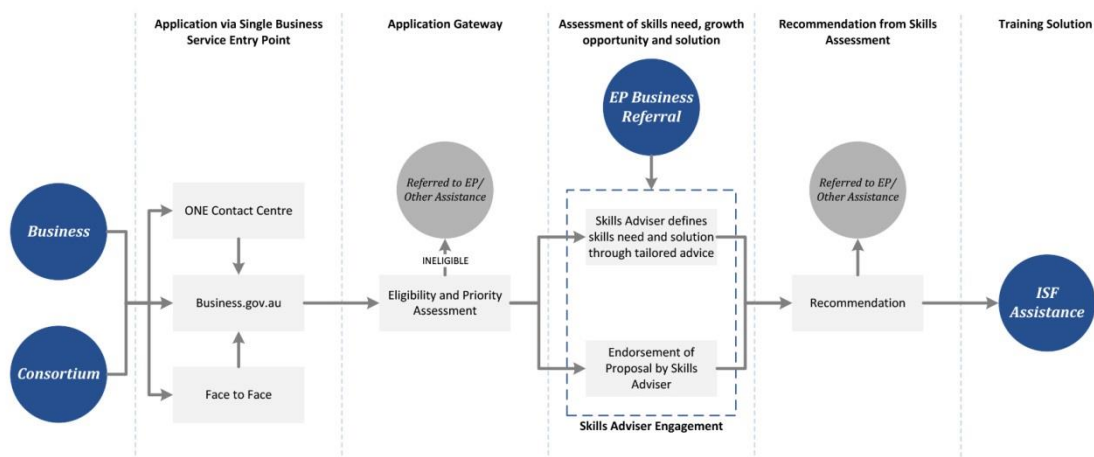 Application via Single Business
Service Entry Point
Application Gateway
Assessment of skills need, growth
opportunity and solution
Recommendation from Skills
Assessment
Training Solution
EP Business
Referral
Referred to EP/
Other Assistance
Referred to EP/
Other Assistance
Business
ONE Contact Centre
Skills Adviser defines
skills need and solution
through tailored advice
INELIGIBLE
Business.gov.au
Eligibility and Priority
Assessment
Recommendation
ISF
Assistance
Consortium
Face to Face
Endorsement of
Proposal by Skills
Adviser
Skills Adviser Engagement